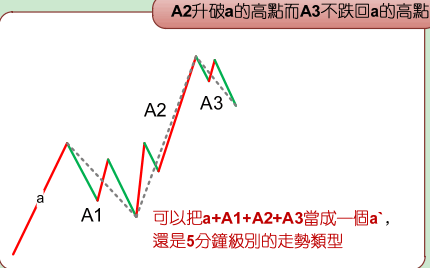 A2升破a的高點而A3不跌回a的高點
A2
A3
a
A1
可以把a+A1+A2+A3當成一個a`,
還是5分鐘級別的走勢類型